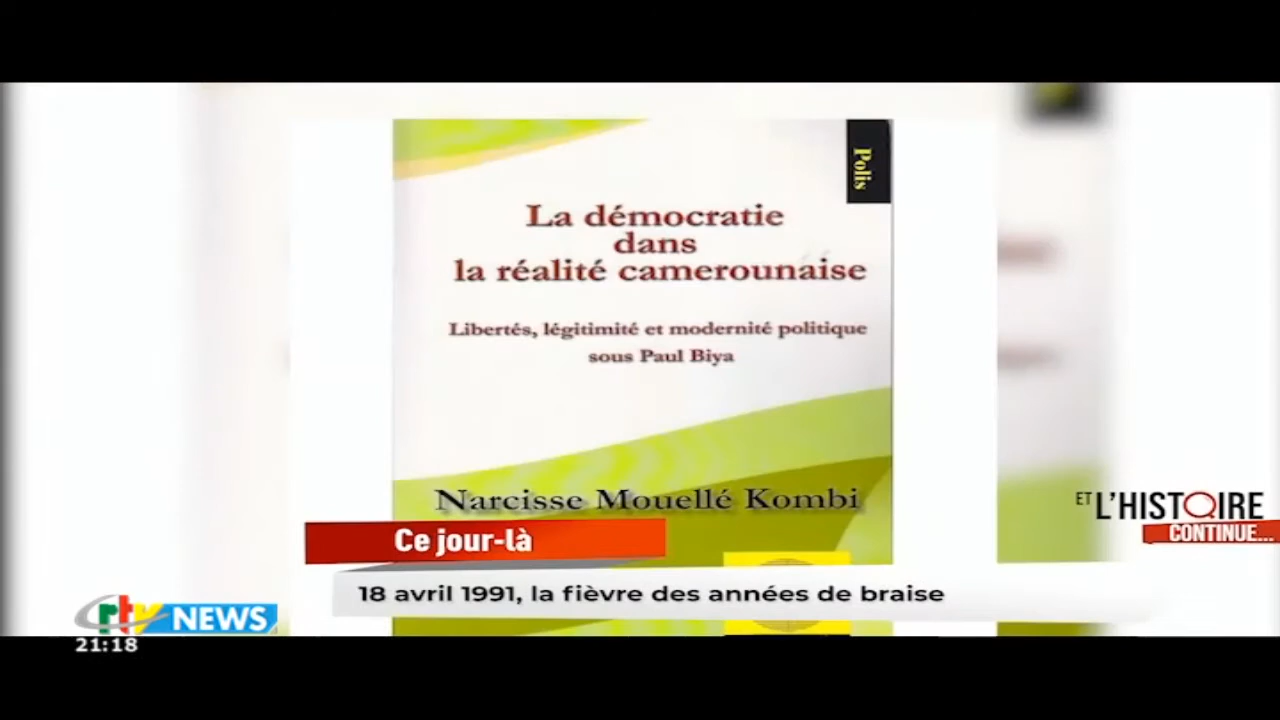 Polis
La démocratie
dans
la réalité camerounaise
Libertés, légitimité et modernité politique
sous Paul Biya
Narcisse Mouellé Kombi
Ce jour-là
18 avril 1991, la fièvre des années de braise
ET L'HISTOIRE
CONTINUE...
crtv NEWS
21:18